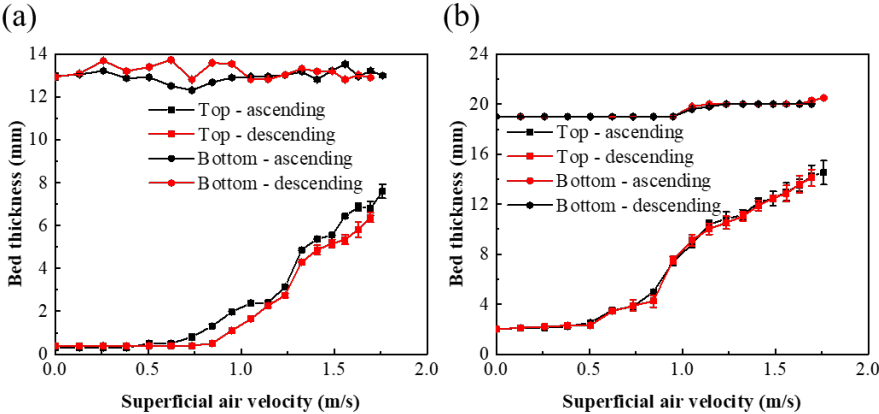 (a)
14
12
10
8
6
4
2
0
0.0
0.5
1.0
1.5
2.0
Bed thickness (mm)
Superficial air velocity (m/s)
Top - ascending
Top - descending
Bottom - ascending
Bottom - descending
(b)
24
20
16
12
8
4
0
0.0
0.5
1.0
1.5
2.0
Bed thickness (mm)
Superficial air velocity (m/s)
Top - ascending
Top - descending
Bottom - ascending
Bottom - descending